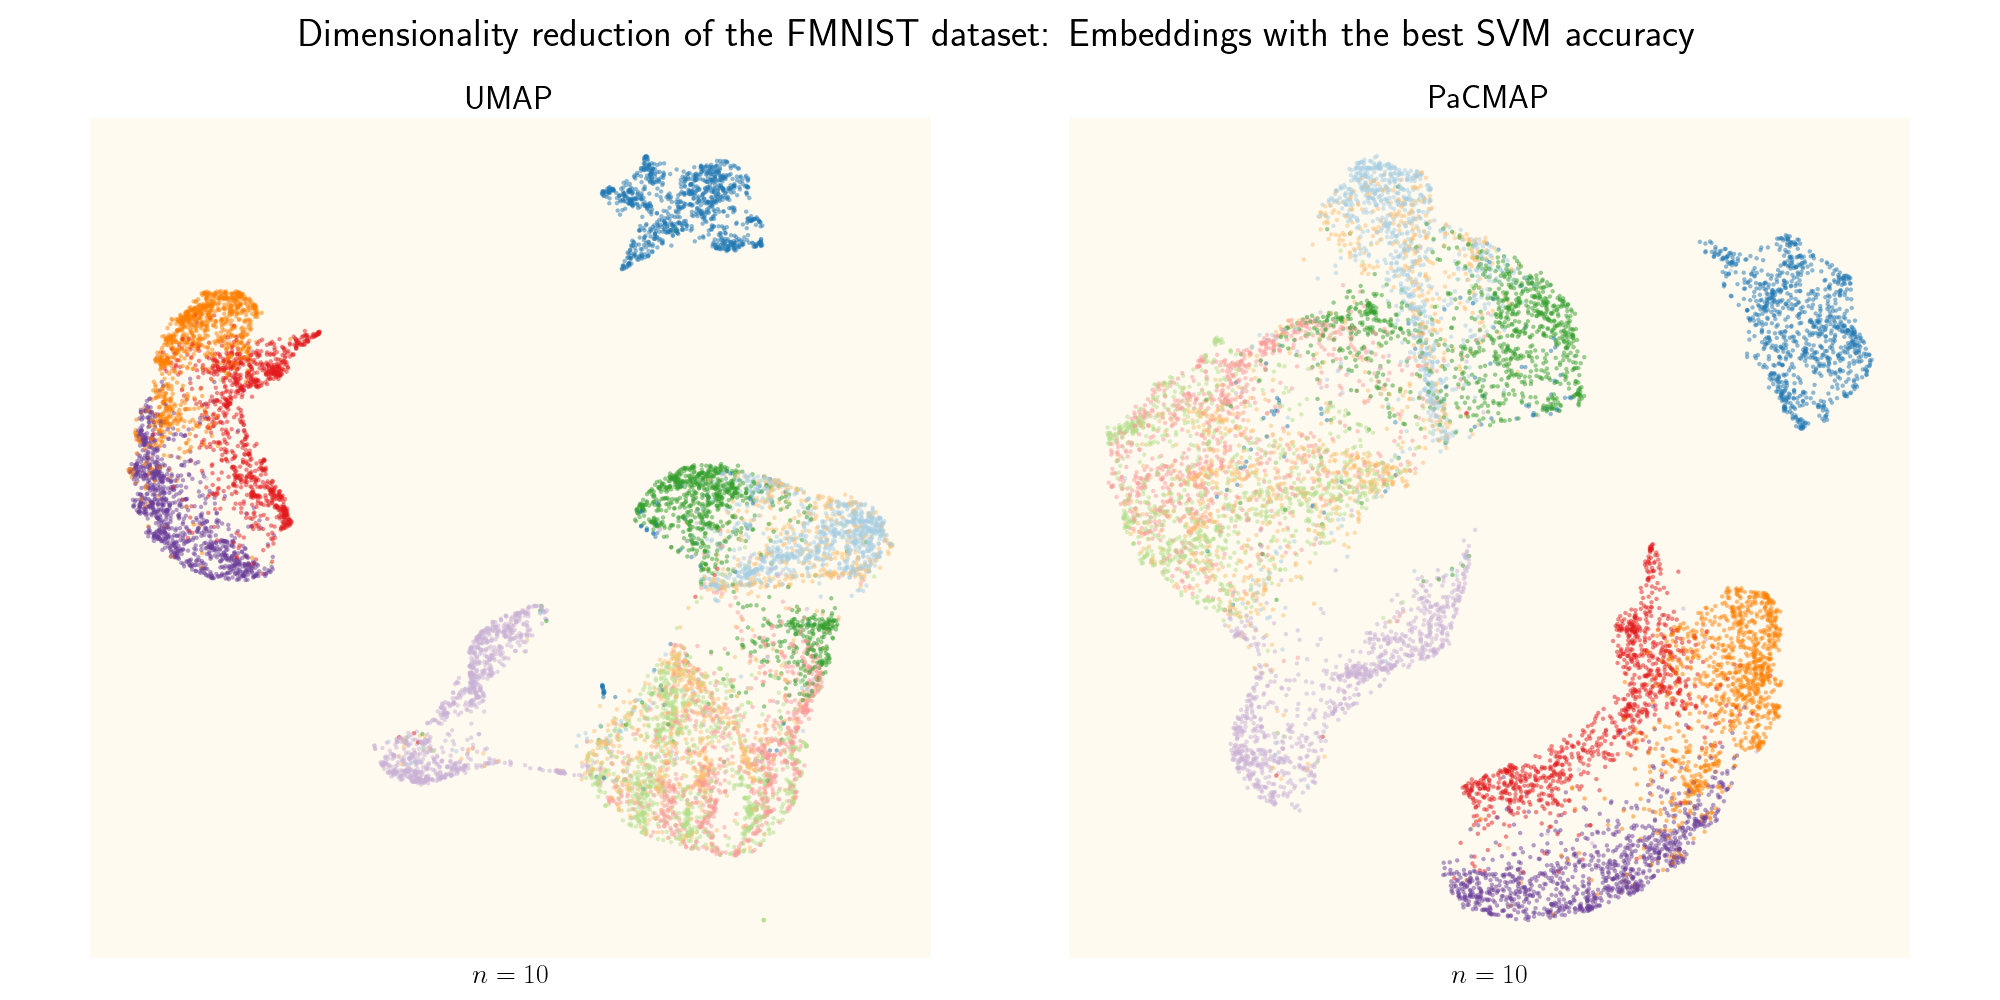 Dimensionality reduction of the FMNIST dataset: Embeddings with the best SVM accuracy
UMAP
PaCMAP
n = 10
n = 10